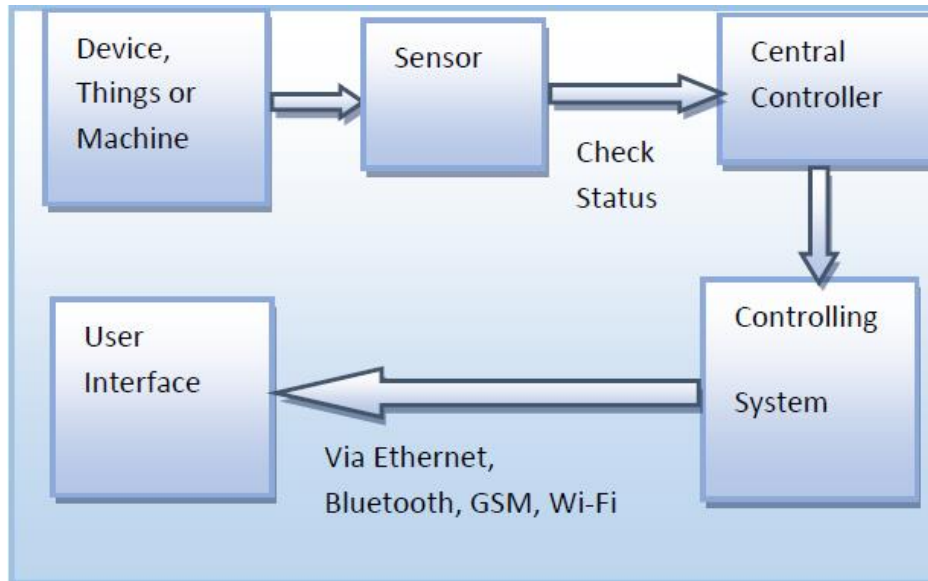 Device,
Things or
Machine
Sensor
Check
Status
Central
Controller
Controlling
System
User
Interface
Via Ethernet,
Bluetooth, GSM, Wi-Fi